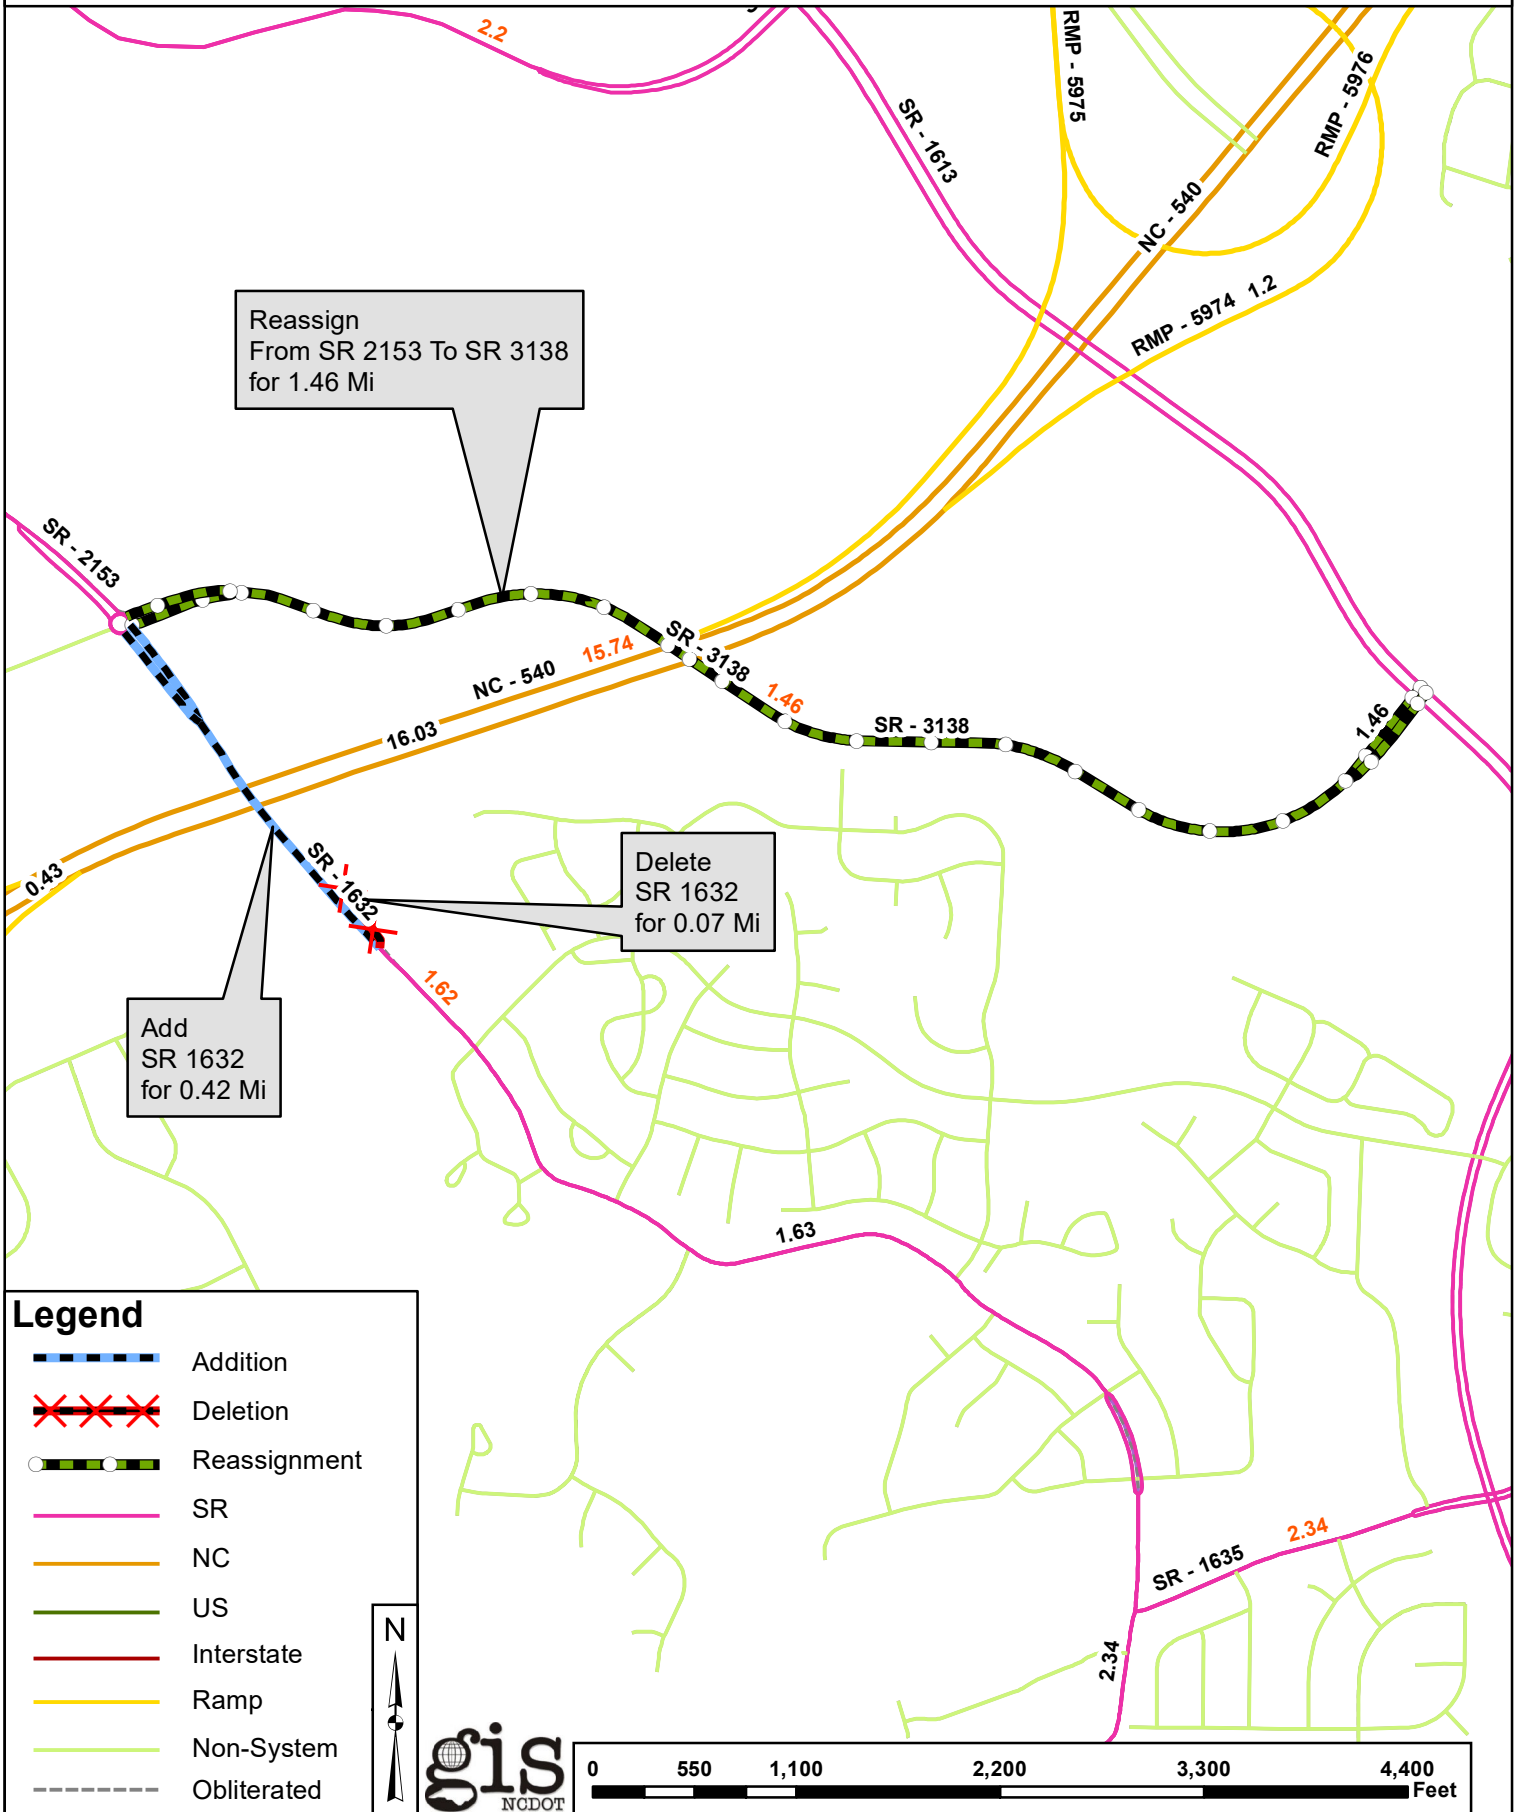 2.2
RMP - 5975
RMP - 5976
SR - 1613
NC - 540
RMP - 5974 1.2
Reassign
From SR 2153 To SR 3138
for 1.46 Mi
SR - 2153
15.74
NC - 540
16.03
SR - 3138
1.46
SR - 3138
1.46
0.43
SR - 1632
Delete
SR 1632
for 0.07 Mi
1.62
Add
SR 1632
for 0.42 Mi
1.63
2.34
SR - 1635
2.34
Legend
Addition
Deletion
Reassignment
SR
NC
US
Interstate
Ramp
Non-System
Obliterated
N
gis
NCDOT
0 550 1,100 2,200 3,300 4,400
Feet